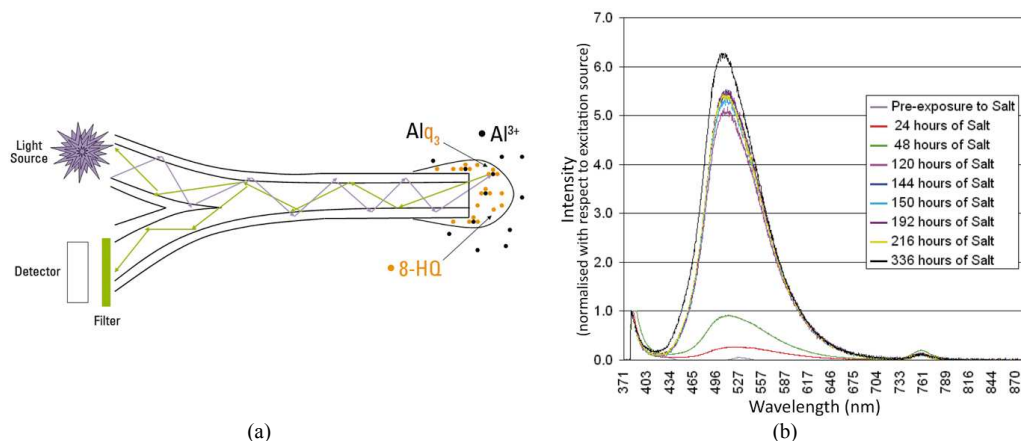 Light
Source
Detector
Filter
Alq3
Al3+
8-HQ
(a)
Intensity
(normalised with respect to excitation source)
7.0
6.0
5.0
4.0
3.0
2.0
1.0
0.0
Pre-exposure to Salt
24 hours of Salt
48 hours of Salt
120 hours of Salt
144 hours of Salt
150 hours of Salt
192 hours of Salt
216 hours of Salt
336 hours of Salt
371 403 434 465 496 527 557 587 616 646 675 704 733 761 789 816 844 870
Wavelength (nm)
(b)